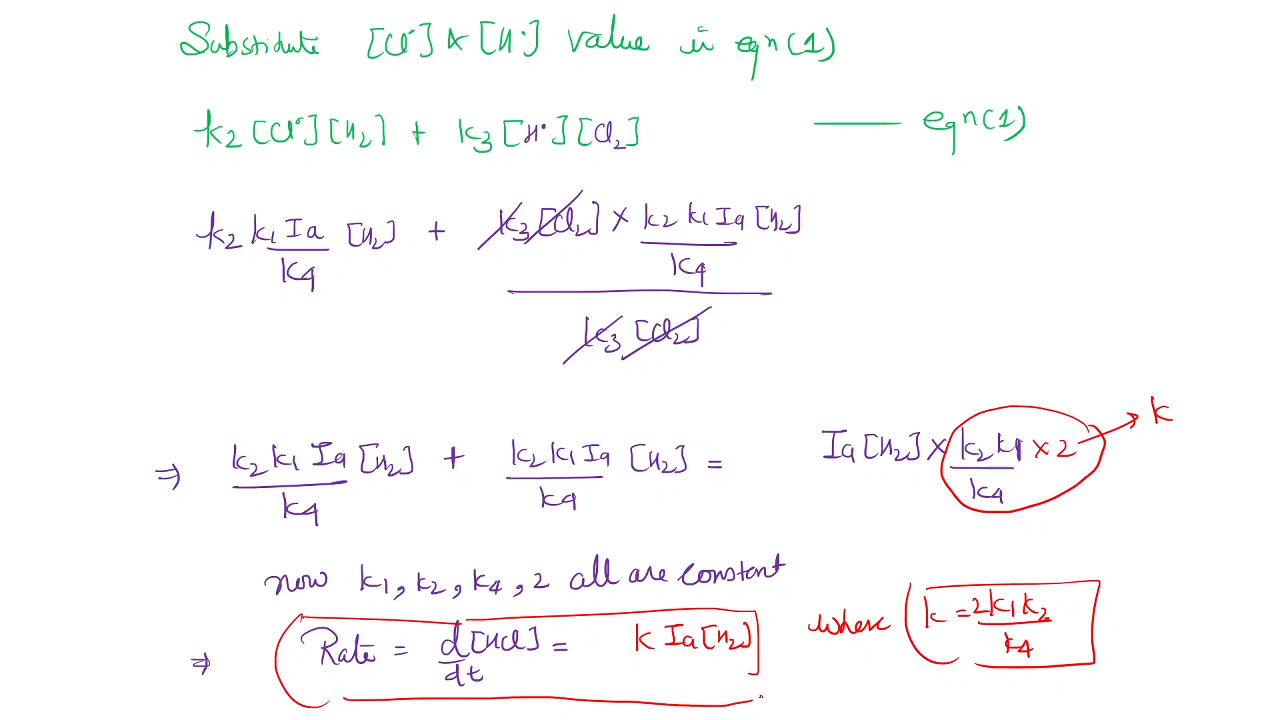 Substitute [Cl•] & [H•] value in eqn(1)
k2 [Cl•][H2] + k3 [H•][Cl2] —— eqn(1)
k2 k1 Ia/k4 [H2] + k3 [Cl2] × k2 k1 Ia/k4 [H2] / k3 [Cl2]
⇒ k2 k1 Ia/k4 [H2] + k2 k1 Ia/k4 [H2] = Ia [H2] × k2 k1/k4 × 2 → k
now k1, k2, k4, 2 all are constant
⇒ Rate = d[HCl]/dt = k Ia [H2] where k = 2k1 k2/k4